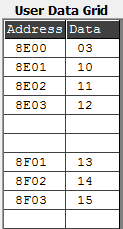 User Data Grid
Address Data
8E00 03
8E01 10
8E02 11
8E03 12
8F01 13
8F02 14
8F03 15